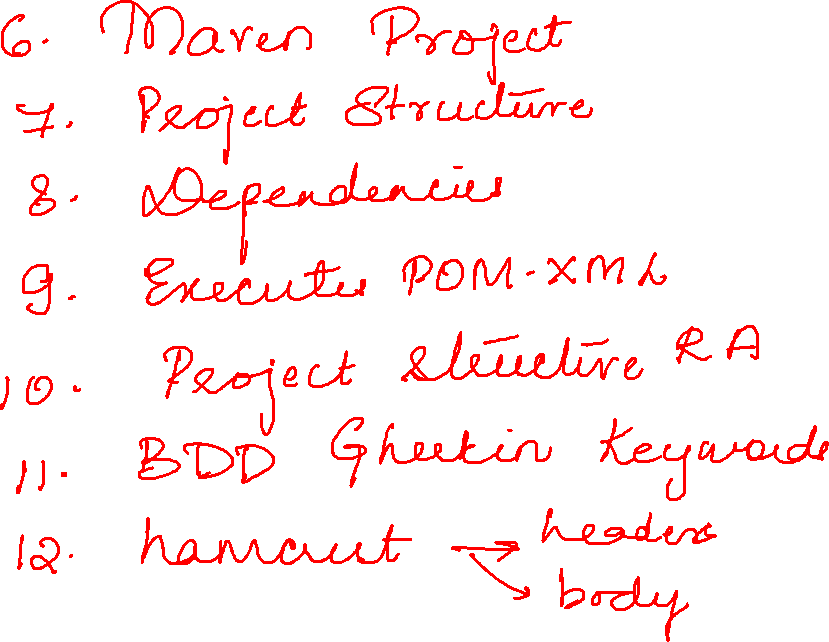 6. Maven Project
7. Project Structure
8. Dependencies
9. Executes POM-XML
10. Project Structure RA
11. BDD Gherkin Keywords
12. hamcrest → headers
→ body